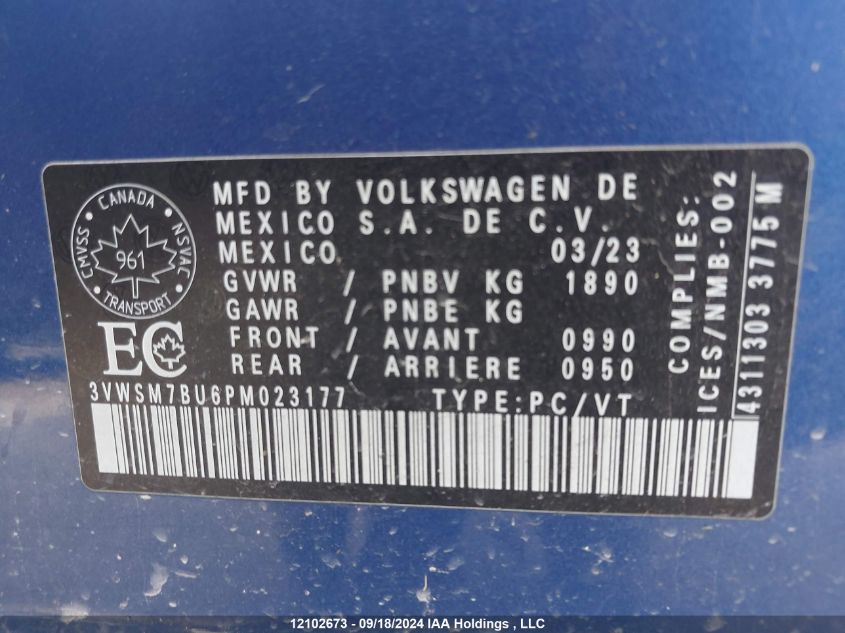 CANADA
CMVSS
NSVAC
961
TRANSPORT
EC
MFD BY VOLKSWAGEN DE
MEXICO S.A. DE C.V.
MEXICO 03/23
GVWR / PNBV KG 1890
GAWR / PNBE KG
FRONT / AVANT 0990
REAR / ARRIERE 0950
3VWSM7BU6PM023177 TYPE:PC/VT
COMPLIES:
ICES/NMB-002
4311303 3775 M
12102673 - 09/18/2024 IAA Holdings , LLC